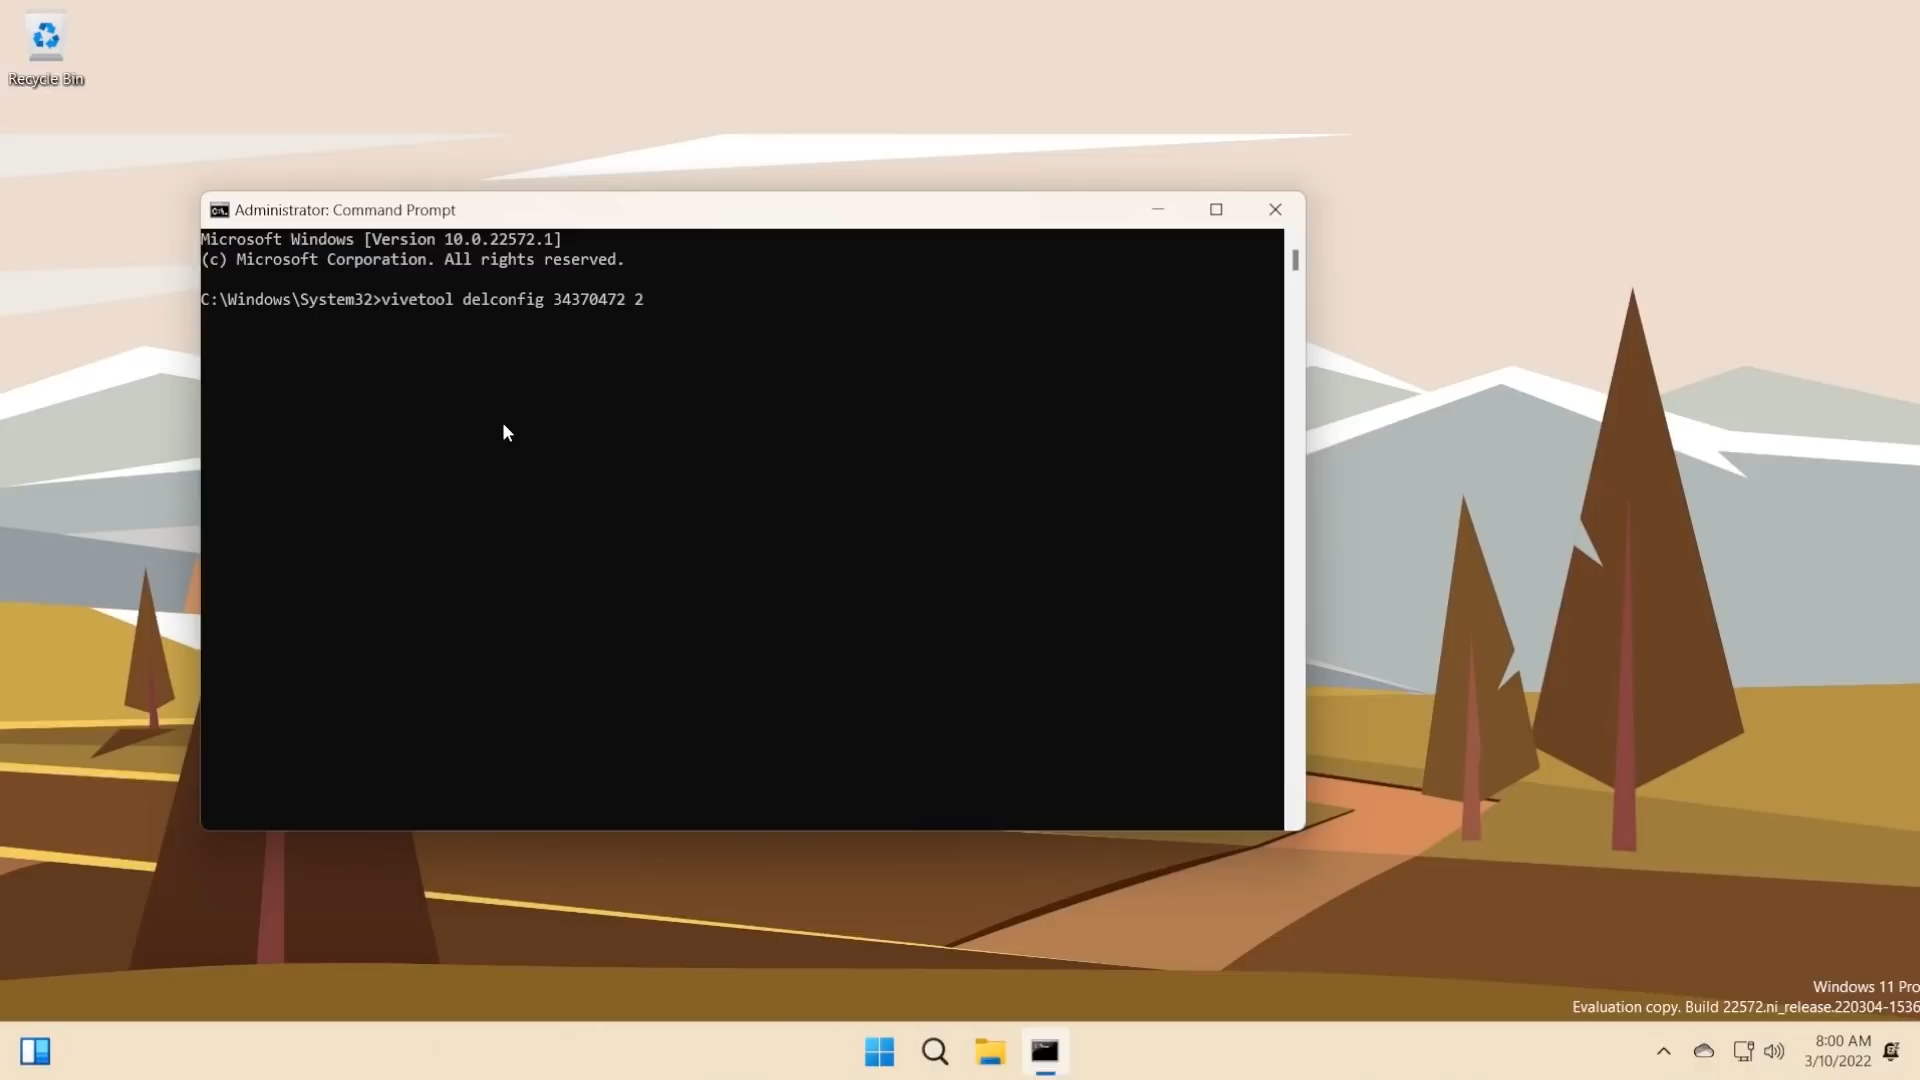 Recycle Bin
Administrator: Command Prompt
Microsoft Windows [Version 10.0.22572.1]
(c) Microsoft Corporation. All rights reserved.
C:\Windows\System32>vivetool delconfig 34370472 2
Windows 11 Pro
Evaluation copy. Build 22572.ni_release.220304-1536
8:00 AM
3/10/2022